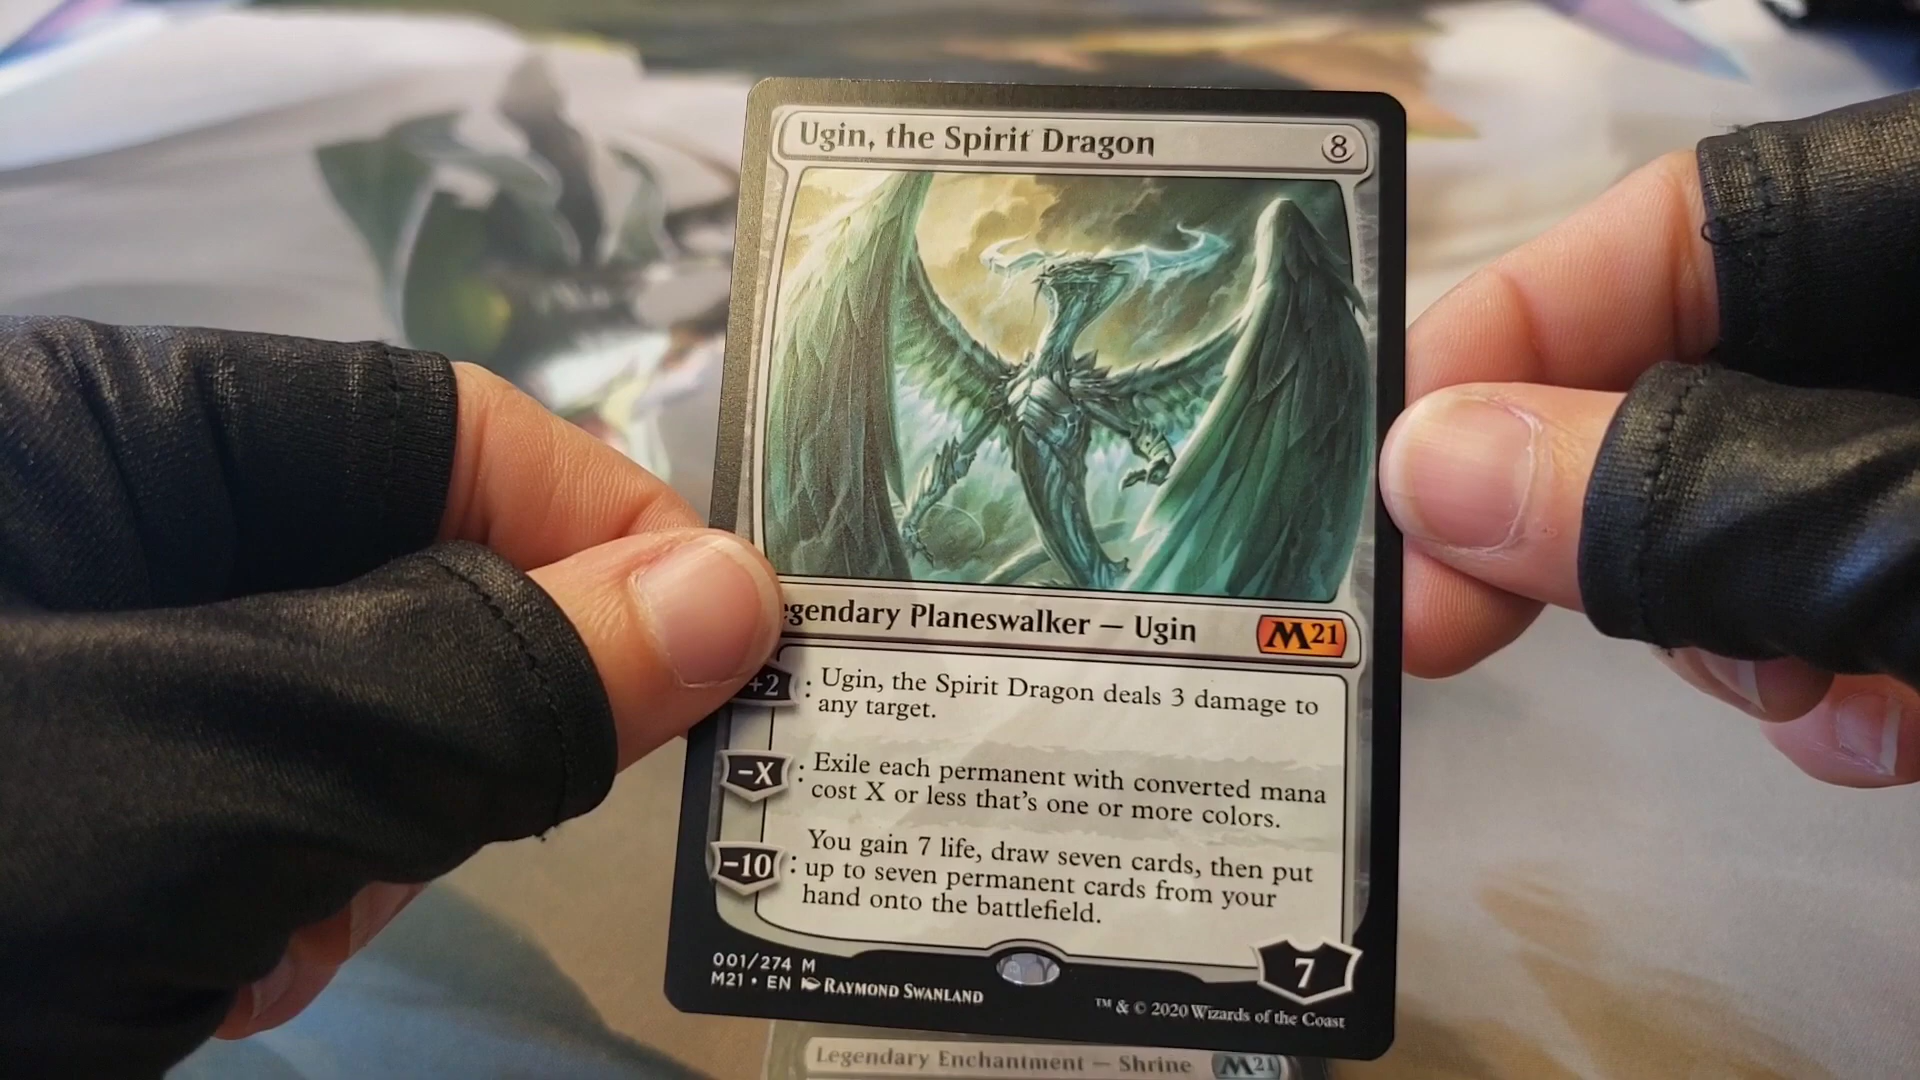 Ugin, the Spirit Dragon 8
egendary Planeswalker — Ugin M21
+2 : Ugin, the Spirit Dragon deals 3 damage to
any target.
−X : Exile each permanent with converted mana
cost X or less that's one or more colors.
You gain 7 life, draw seven cards, then put
−10 : up to seven permanent cards from your
hand onto the battlefield.
7
001/274 M
M21 • EN RAYMOND SWANLAND
™ & © 2020 Wizards of the Coast
Legendary Enchantment — Shrine M21